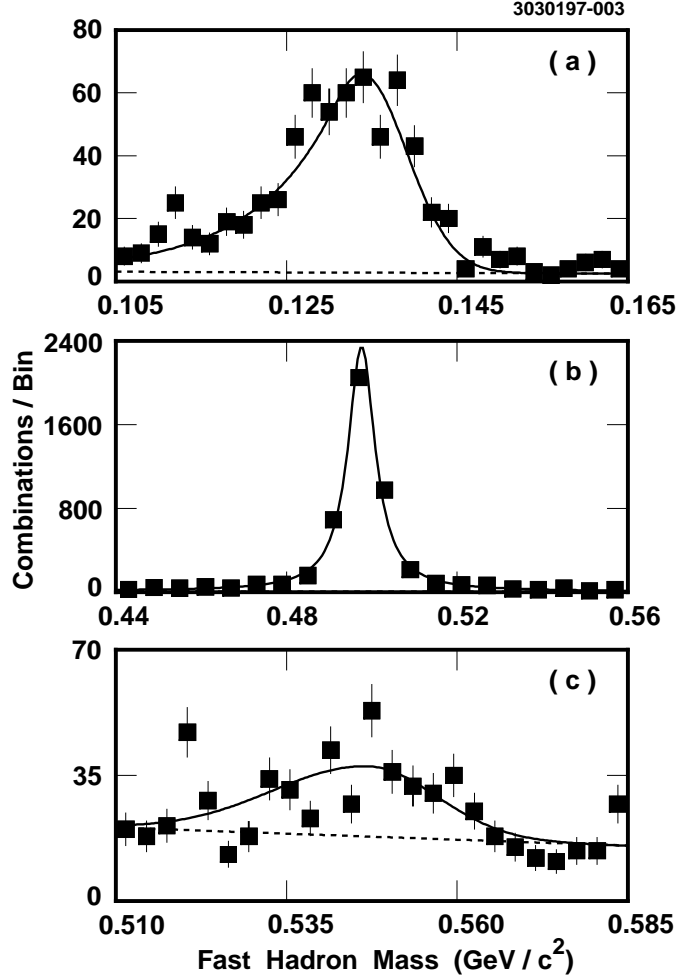 3030197-003
80
60
40
20
0
( a )
0.105 0.125 0.145 0.165
2400
1600
800
0
( b )
0.44 0.48 0.52 0.56
Combinations / Bin
70
35
0
( c )
0.510 0.535 0.560 0.585
Fast Hadron Mass (GeV / c²)